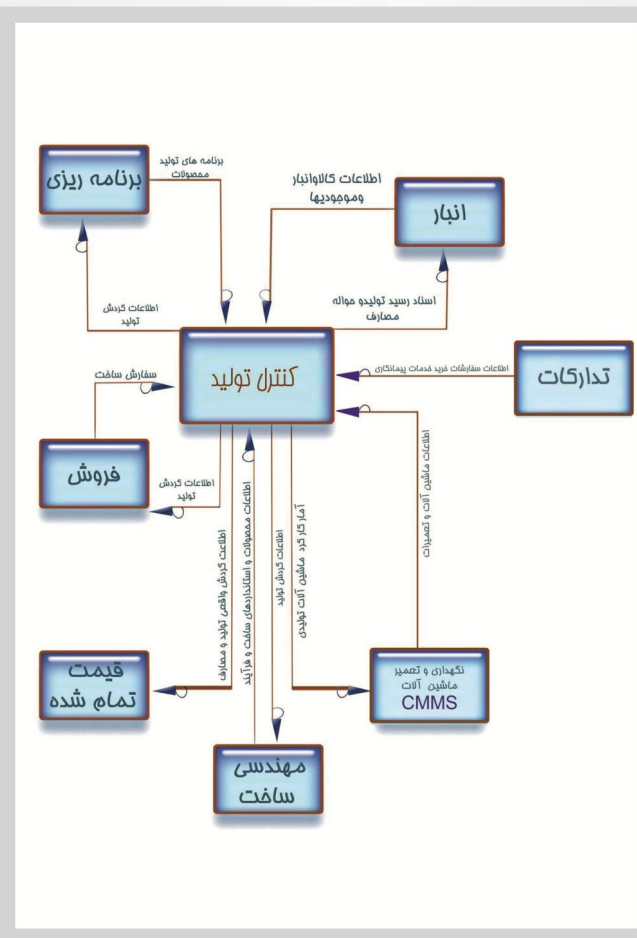 برنامه های تولید
محصولات
برنامه ریزی
اطلاعات کالاوانبار
وموجودیها
انبار
اطلاعات گردش
تولید
اسناد رسید تولیدو حواله
مصارف
کنترل تولید
اطلاعات سفارشات خرید خدمات پیمانکاری
تدارکات
سفارش ساخت
فروش
اطلاعات گردش
تولید
اطلاعات ماشین آلات و تعمیرات
اطلاعت گردش واقعی تولید و مصارف
اطلاعات محصولات و استانداردهای ساخت و فرآیند
اطلاعات گردش تولید
آمار کار کرد ماشین آلات تولیدی
قیمت
تمام شده
نگهداری و تعمیر
ماشین آلات
CMMS
مهندسی
ساخت